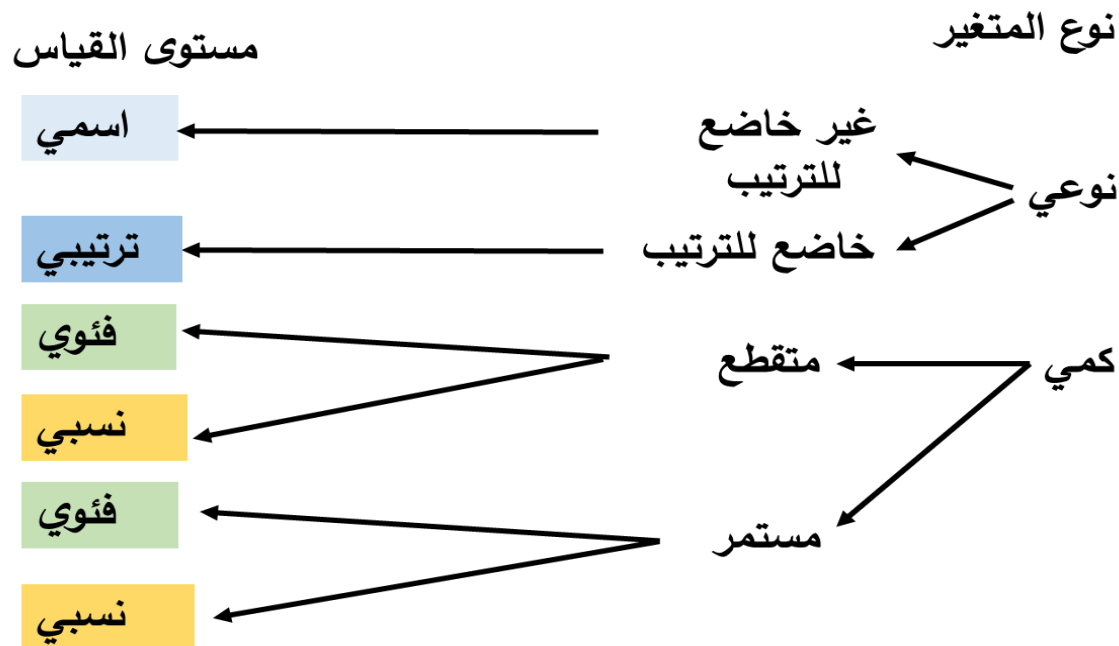 نوع المتغير
مستوى القياس
نوعي
غير خاضع
للترتيب
اسمي
خاضع للترتيب
ترتيبي
كمي
متقطع
فئوي
نسبي
مستمر
فئوي
نسبي